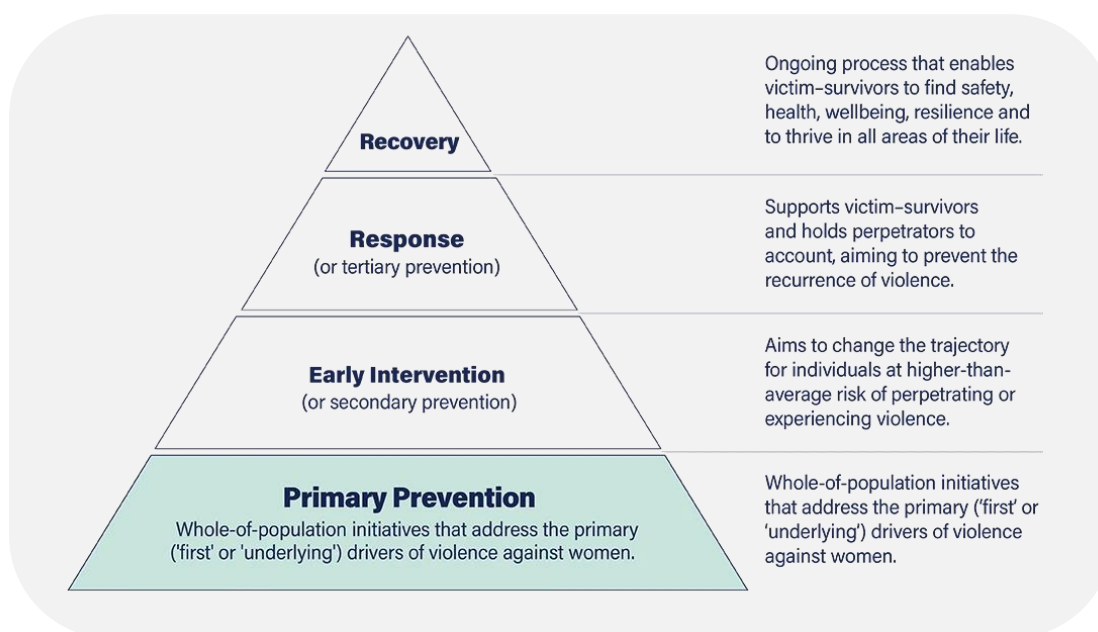 Recovery
Ongoing process that enables
victim–survivors to find safety,
health, wellbeing, resilience and
to thrive in all areas of their life.
Response
(or tertiary prevention)
Supports victim–survivors
and holds perpetrators to
account, aiming to prevent the
recurrence of violence.
Early Intervention
(or secondary prevention)
Aims to change the trajectory
for individuals at higher-than-
average risk of perpetrating or
experiencing violence.
Primary Prevention
Whole-of-population initiatives that address the primary
('first' or 'underlying') drivers of violence against women.
Whole-of-population initiatives
that address the primary ('first' or
'underlying') drivers of violence
against women.